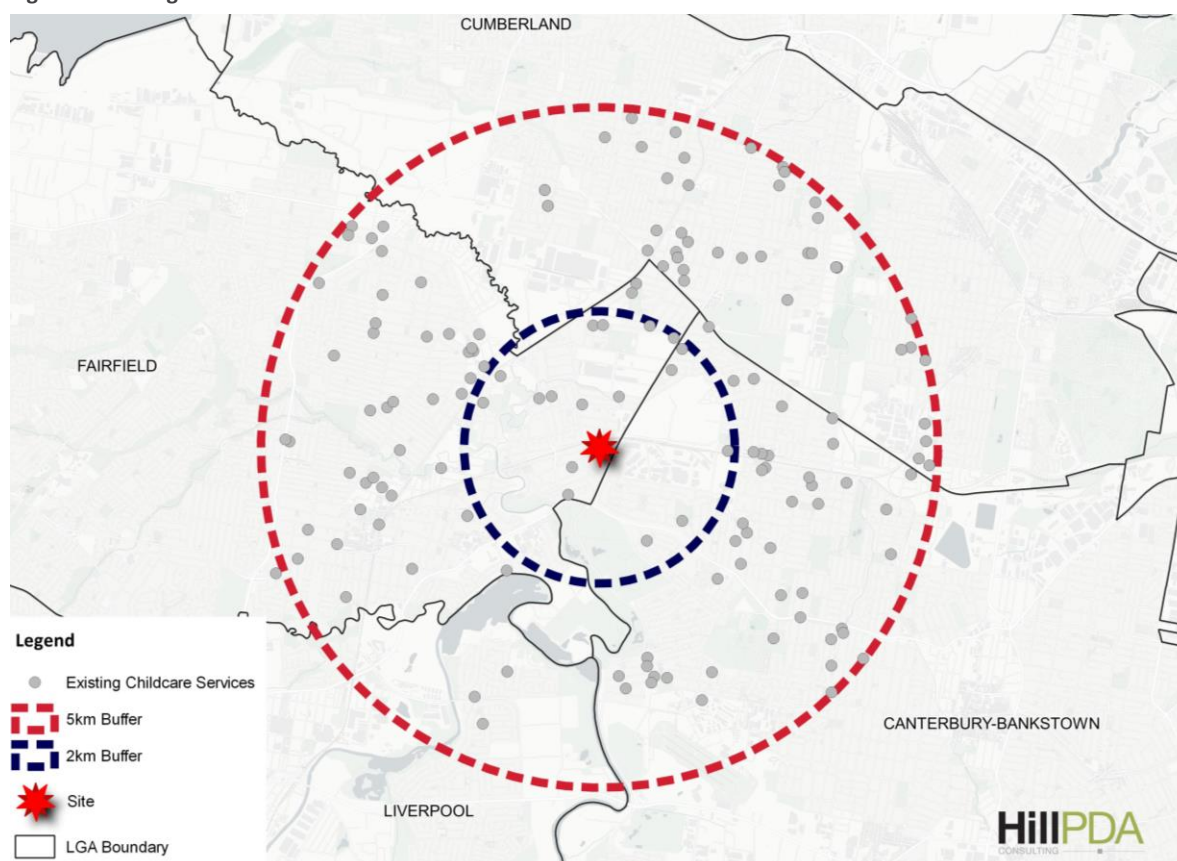 CUMBERLAND
FAIRFIELD
Legend
Existing Childcare Services
5km Buffer
2km Buffer
Site
LGA Boundary
CANTERBURY-BANKSTOWN
LIVERPOOL
HillPDA
CONSULTING